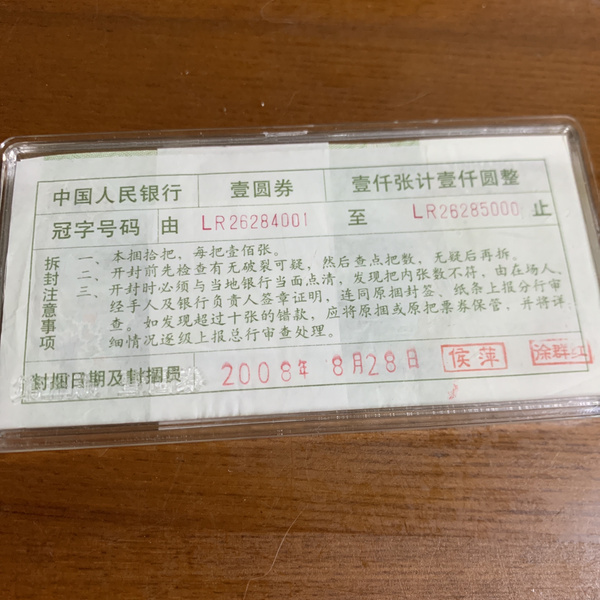 中国人民银行 壹圆券 壹仟张计壹仟圆整
冠字号码 由 LR26284001 至 LR26285000 止
拆封注意事项
一、本捆拾把，每把壹佰张。
二、开封前先检查有无破裂可疑，然后查点把数，无疑后再拆。
三、开封时必须与当地银行当面点清，发现把内张数不符，由在场人、
经手人及银行负责人签章证明，连同原捆封签、纸条上报分行审
查。如发现超过十张的错款，应将原捆或原把票券保管，并将详
细情况逐级上报总行审查处理。
封捆日期及封捆员 2008年 8月28日 侯萍 涂群红